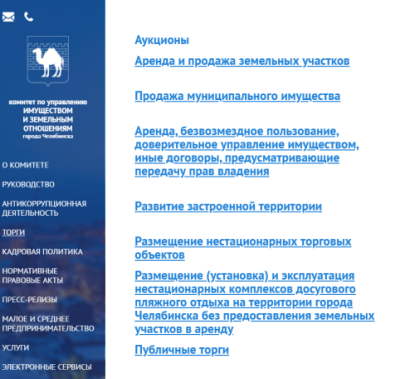 комитет по управлению
ИМУЩЕСТВОМ
И ЗЕМЕЛЬНЫМ
ОТНОШЕНИЯМ
города Челябинска
О КОМИТЕТЕ
РУКОВОДСТВО
АНТИКОРРУПЦИОННАЯ
ДЕЯТЕЛЬНОСТЬ
ТОРГИ
КАДРОВАЯ ПОЛИТИКА
НОРМАТИВНЫЕ
ПРАВОВЫЕ АКТЫ
ПРЕСС-РЕЛИЗЫ
МАЛОЕ И СРЕДНЕЕ
ПРЕДПРИНИМАТЕЛЬСТВО
УСЛУГИ
ЭЛЕКТРОННЫЕ СЕРВИСЫ
Аукционы
Аренда и продажа земельных участков
Продажа муниципального имущества
Аренда, безвозмездное пользование,
доверительное управление имуществом,
иные договоры, предусматривающие
передачу прав владения
Развитие застроенной территории
Размещение нестационарных торговых
объектов
Размещение (установка) и эксплуатация
нестационарных комплексов досугового
пляжного отдыха на территории города
Челябинска без предоставления земельных
участков в аренду
Публичные торги